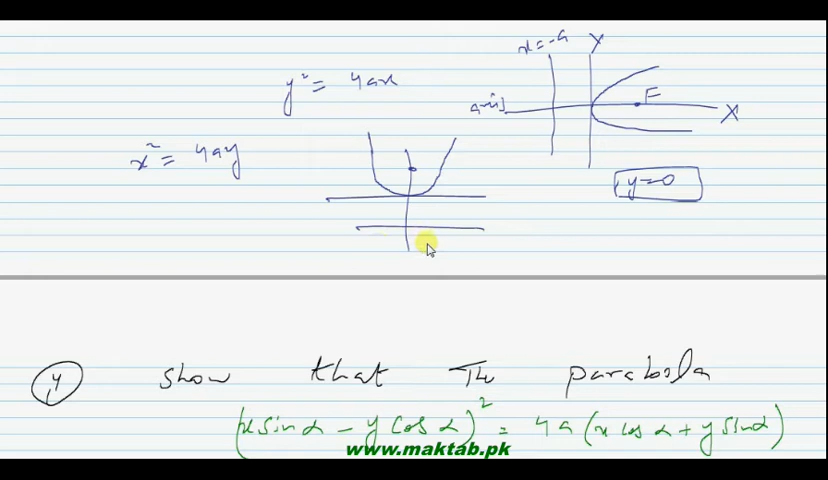 x = -a
Y
y² = 4ax
F
axis
X
x² = 4ay
y = 0
4 show that The parabola
(x sin α - y cos α)² = 4a (x cos α + y sin α)
www.maktab.pk